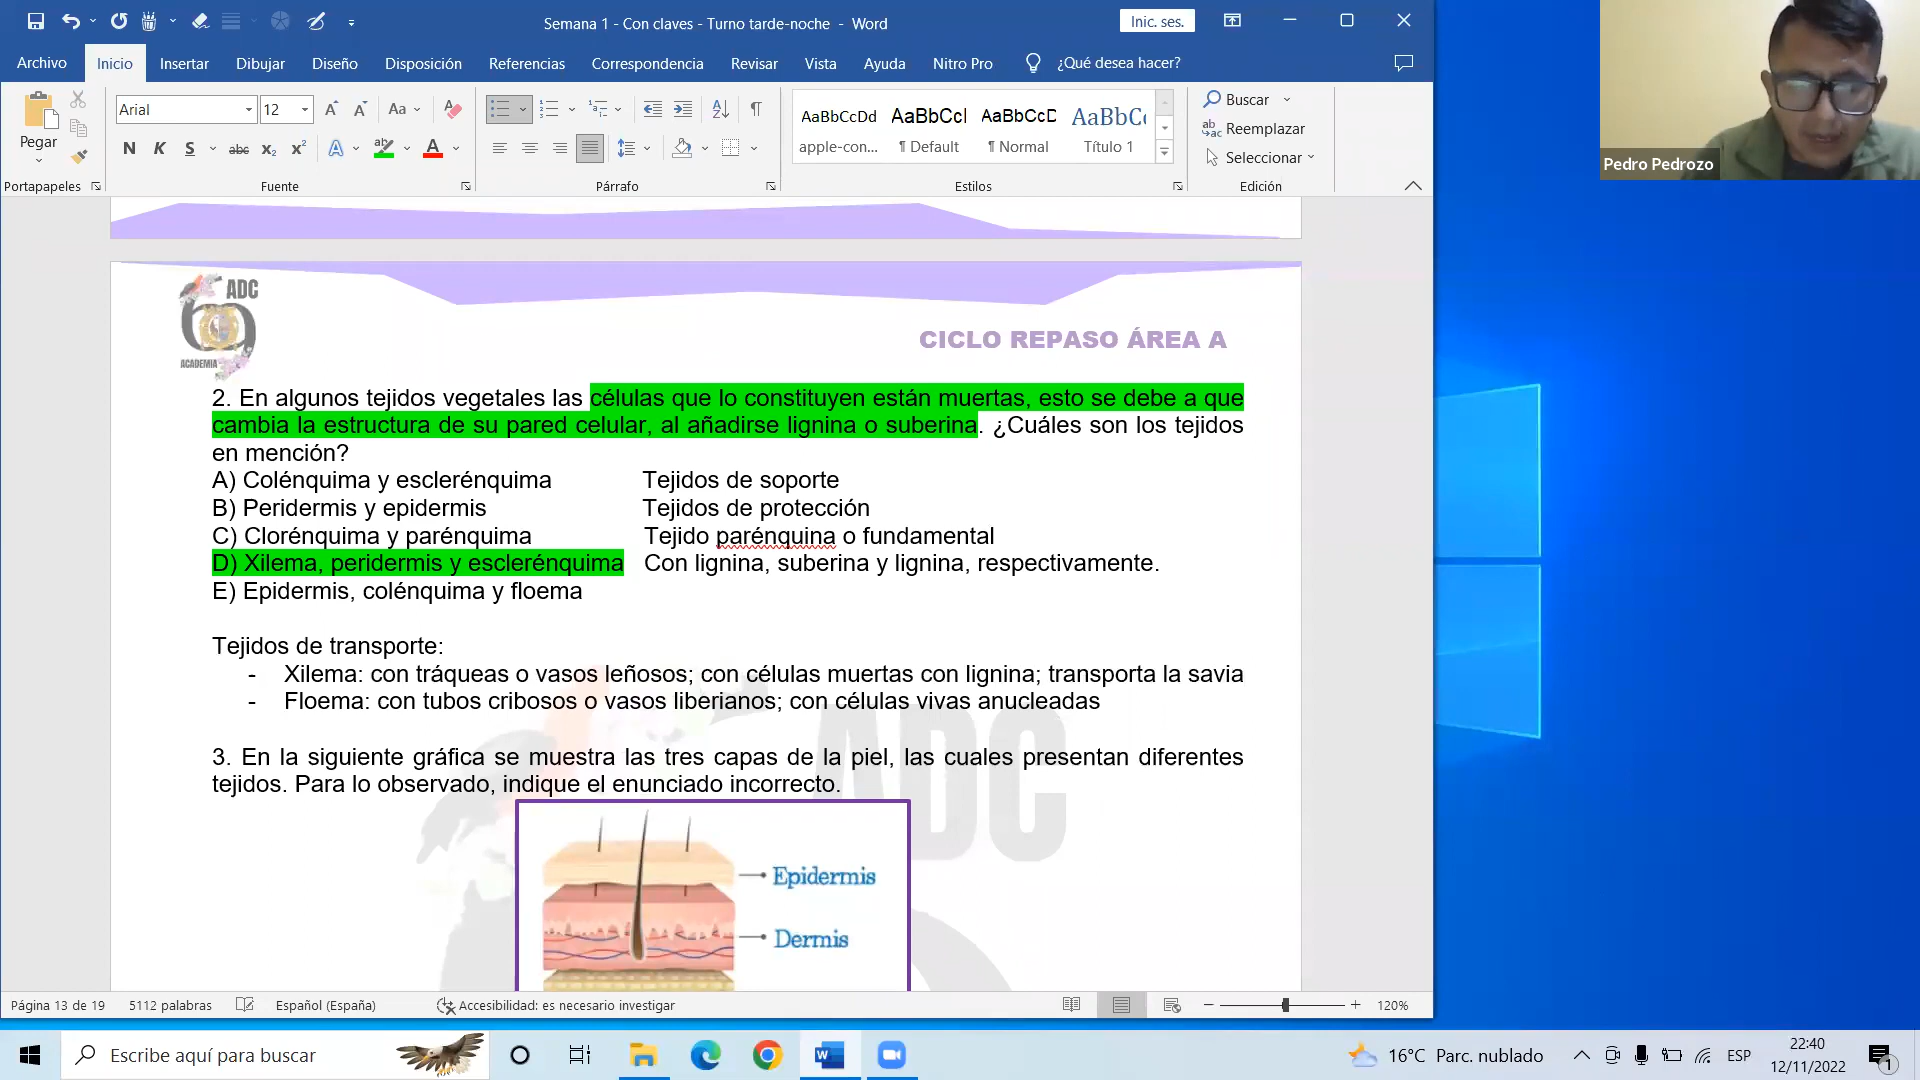 Semana 1 - Con claves - Turno tarde-noche - Word
Inic. ses.
Archivo Inicio Insertar Dibujar Diseño Disposición Referencias Correspondencia Revisar Vista Ayuda Nitro Pro ¿Qué desea hacer?
Pegar
Portapapeles
Arial 12
Aa
N K S abc x₂ x² A ab A
Fuente
Párrafo
AaBbCcDd AaBbCcI AaBbCcD AaBbCc
apple-con... ¶ Default ¶ Normal Título 1
Estilos
Buscar
Reemplazar
Seleccionar
Edición
Pedro Pedrozo
ADC
ACADEMIA
CICLO REPASO ÁREA A
2. En algunos tejidos vegetales las células que lo constituyen están muertas, esto se debe a que
cambia la estructura de su pared celular, al añadirse lignina o suberina. ¿Cuáles son los tejidos
en mención?
A) Colénquima y esclerénquima Tejidos de soporte
B) Peridermis y epidermis Tejidos de protección
C) Clorénquima y parénquima Tejido parénquina o fundamental
D) Xilema, peridermis y esclerénquima Con lignina, suberina y lignina, respectivamente.
E) Epidermis, colénquima y floema
Tejidos de transporte:
- Xilema: con tráqueas o vasos leñosos; con células muertas con lignina; transporta la savia
- Floema: con tubos cribosos o vasos liberianos; con células vivas anucleadas
ADC
3. En la siguiente gráfica se muestra las tres capas de la piel, las cuales presentan diferentes
tejidos. Para lo observado, indique el enunciado incorrecto.
Epidermis
Dermis
Página 13 de 19 5112 palabras Español (España) Accesibilidad: es necesario investigar 120%
Escribe aquí para buscar
16°C Parc. nublado ESP 22:40
12/11/2022
1